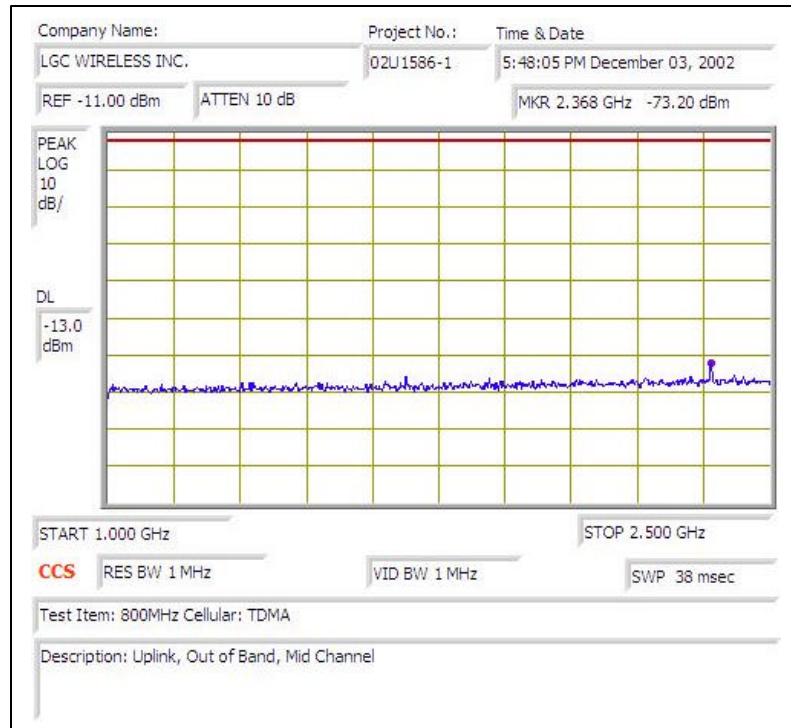 Company Name:
Project No.:
Time & Date
LGC WIRELESS INC.
02U1586-1
5:48:05 PM December 03, 2002
REF -11.00 dBm
ATTEN 10 dB
MKR 2.368 GHz -73.20 dBm
PEAK
LOG
10
dB/
DL
-13.0
dBm
START 1.000 GHz
STOP 2.500 GHz
CCS
RES BW 1 MHz
VID BW 1 MHz
SWP 38 msec
Test Item: 800MHz Cellular: TDMA
Description: Uplink, Out of Band, Mid Channel